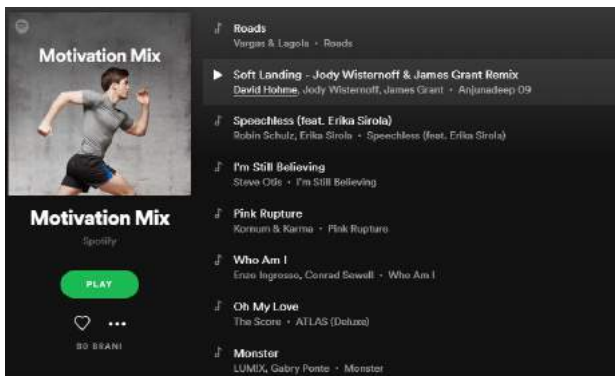 Motivation Mix
Motivation Mix
Spotify
PLAY
80 BRANI
Roads
Vargas & Lagola • Roads
Soft Landing - Jody Wisternoff & James Grant Remix
David Hohme, Jody Wisternoff, James Grant • Anjunadeep 09
Speechless (feat. Erika Sirola)
Robin Schulz, Erika Sirola • Speechless (feat. Erika Sirola)
I'm Still Believing
Steve Otis • I'm Still Believing
Pink Rupture
Kornum & Karma • Pink Rupture
Who Am I
Enzo Ingrosso, Conrad Sewell • Who Am I
Oh My Love
The Score • ATLAS (Deluxe)
Monster
LUMIX, Gabry Ponte • Monster